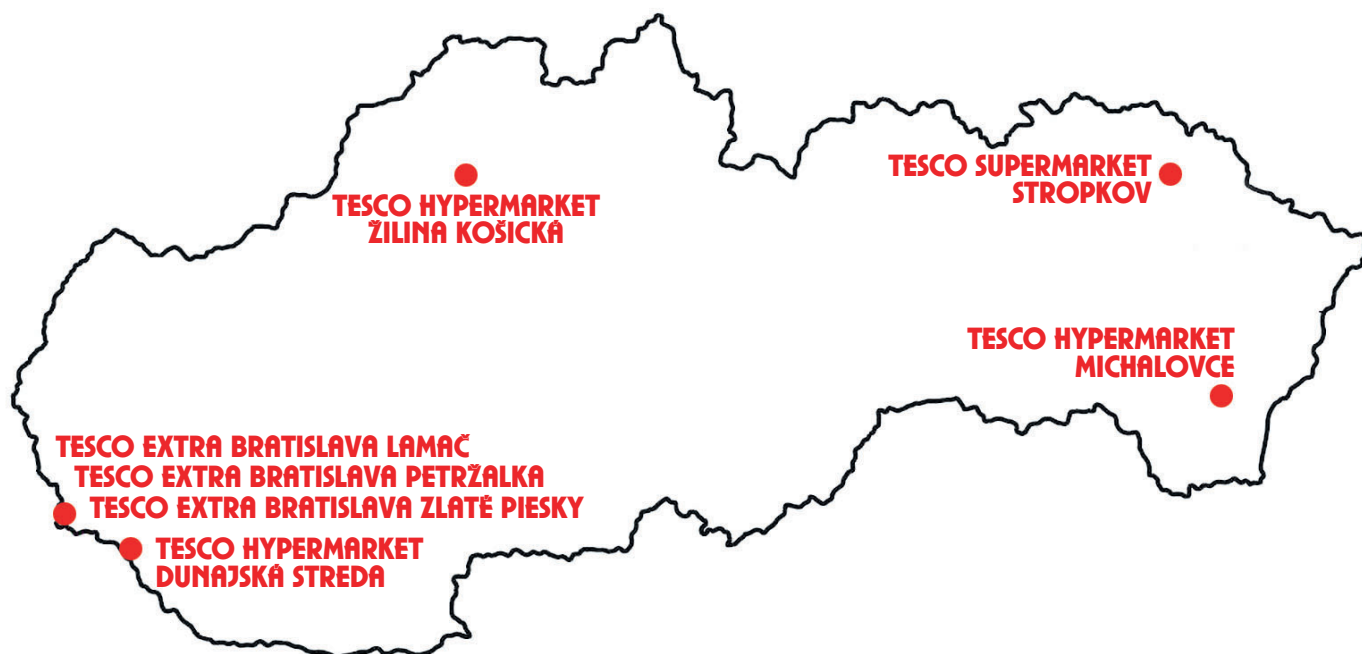 TESCO HYPERMARKET
ŽILINA KOŠICKÁ
TESCO SUPERMARKET
STROPKOV
TESCO HYPERMARKET
MICHALOVCE
TESCO EXTRA BRATISLAVA LAMAČ
TESCO EXTRA BRATISLAVA PETRŽALKA
TESCO EXTRA BRATISLAVA ZLATÉ PIESKY
TESCO HYPERMARKET
DUNAJSKÁ STREDA